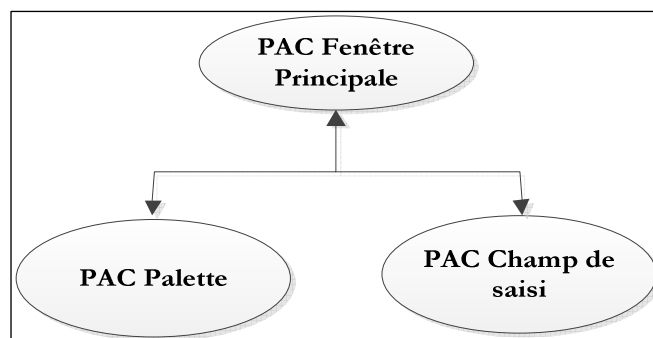 PAC Fenêtre
Principale
PAC Palette
PAC Champ de
saisi